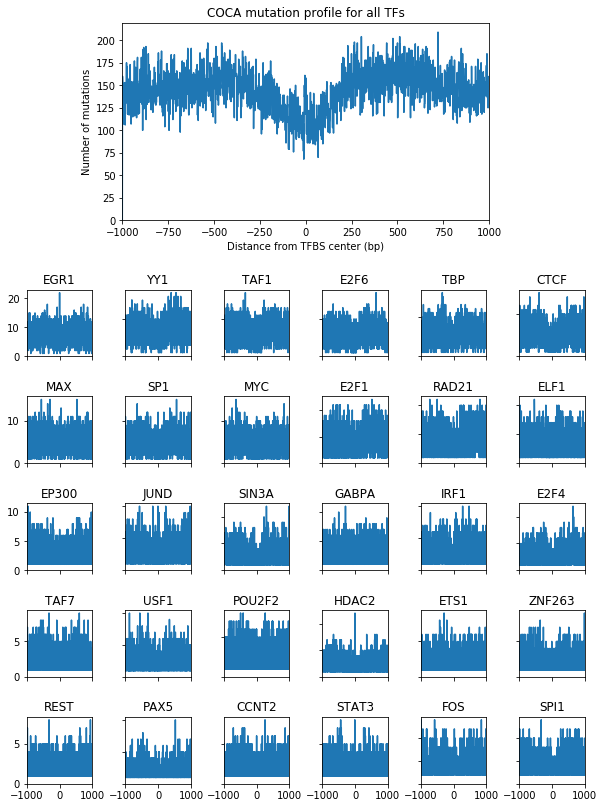 COCA mutation profile for all TFs
Number of mutations
200
175
150
125
100
75
50
25
0
−1000 −750 −500 −250 0 250 500 750 1000
Distance from TFBS center (bp)
EGR1 YY1 TAF1 E2F6 TBP CTCF
20
10
0
MAX SP1 MYC E2F1 RAD21 ELF1
10
0
EP300 JUND SIN3A GABPA IRF1 E2F4
10
5
0
TAF7 USF1 POU2F2 HDAC2 ETS1 ZNF263
5
0
REST PAX5 CCNT2 STAT3 FOS SPI1
5
0
−1000 0 1000 −1000 0 1000 −1000 0 1000 −1000 0 1000 −1000 0 1000 −1000 0 1000